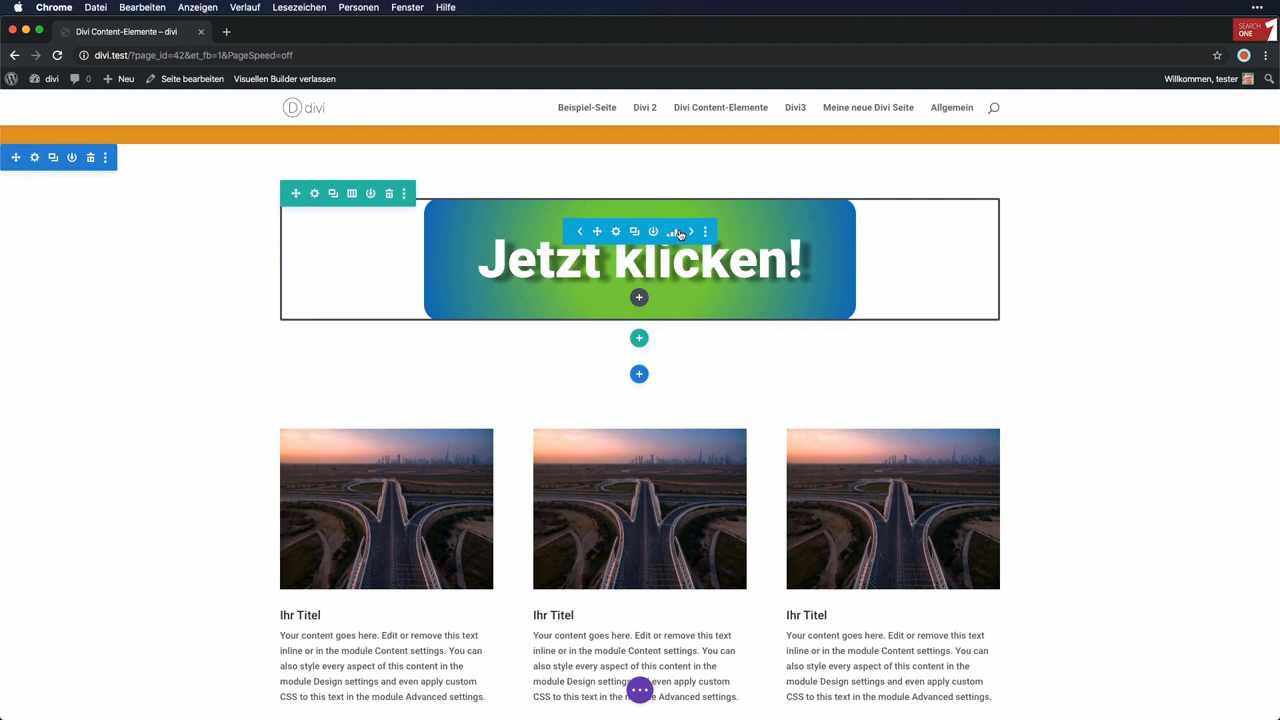 Chrome Datei Bearbeiten Anzeigen Verlauf Lesezeichen Personen Fenster Hilfe
Divi Content-Elemente – divi
SEARCH
ONE 1
divi.test/?page_id=42&et_fb=1&PageSpeed=off
divi 0 Neu Seite bearbeiten Visuellen Builder verlassen Willkommen, tester
D divi Beispiel-Seite Divi 2 Divi Content-Elemente Divi3 Meine neue Divi Seite Allgemein
Jetzt klicken!
Ihr Titel
Your content goes here. Edit or remove this text
inline or in the module Content settings. You can
also style every aspect of this content in the
module Design settings and even apply custom
CSS to this text in the module Advanced settings.
Ihr Titel
Your content goes here. Edit or remove this text
inline or in the module Content settings. You can
also style every aspect of this content in the
module Design settings and even apply custom
CSS to this text in the module Advanced settings.
Ihr Titel
Your content goes here. Edit or remove this text
inline or in the module Content settings. You can
also style every aspect of this content in the
module Design settings and even apply custom
CSS to this text in the module Advanced settings.